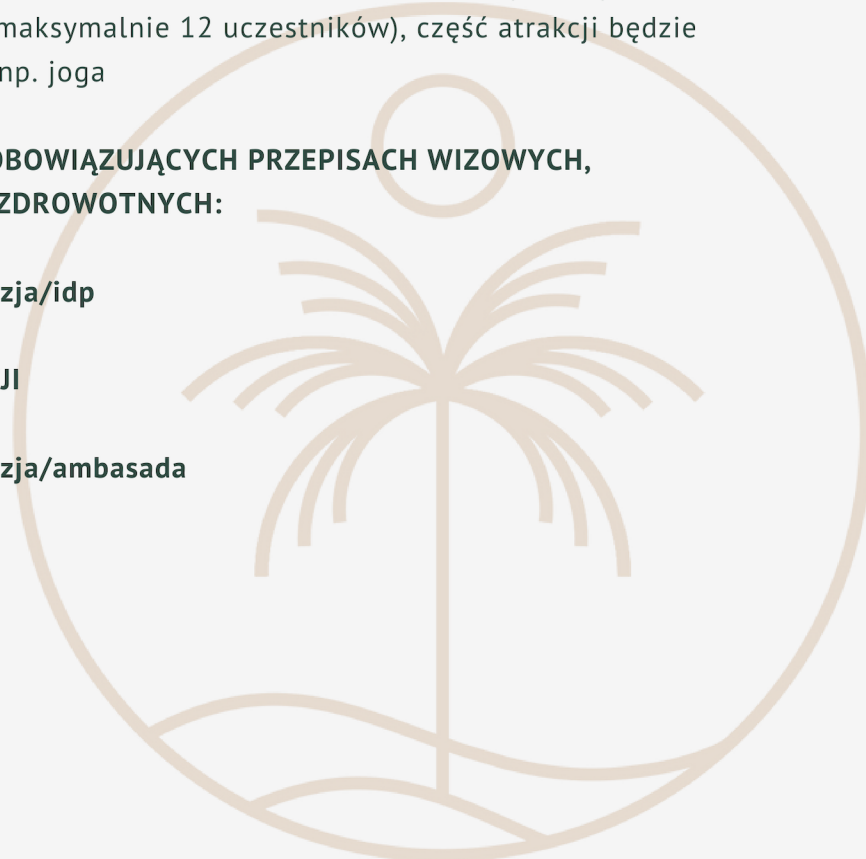 maksymalnie 12 uczestników), część atrakcji będzie
np. joga
OBOWIĄZUJĄCYCH PRZEPISACH WIZOWYCH,
ZDROWOTNYCH:
zja/idp
JI
zja/ambasada